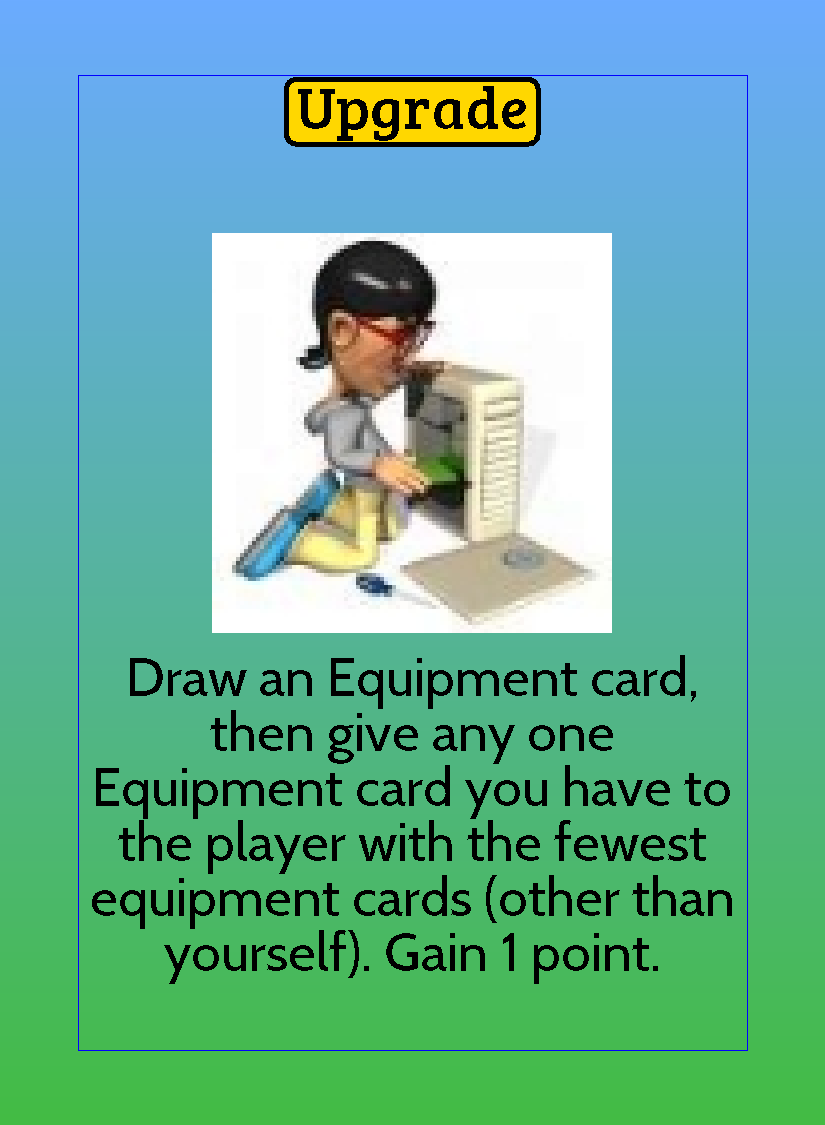 Upgrade
Draw an Equipment card,
then give any one
Equipment card you have to
the player with the fewest
equipment cards (other than
yourself). Gain 1 point.